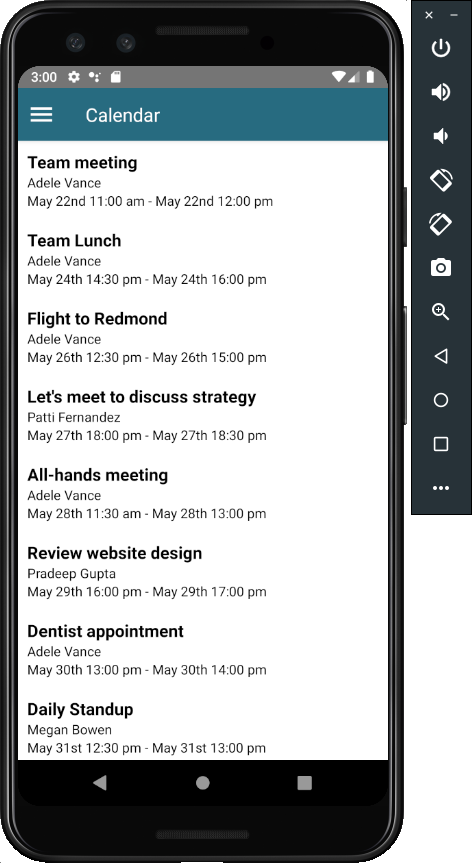 3:00
Calendar
Team meeting
Adele Vance
May 22nd 11:00 am - May 22nd 12:00 pm
Team Lunch
Adele Vance
May 24th 14:30 pm - May 24th 16:00 pm
Flight to Redmond
Adele Vance
May 26th 12:30 pm - May 26th 15:00 pm
Let's meet to discuss strategy
Patti Fernandez
May 27th 18:00 pm - May 27th 18:30 pm
All-hands meeting
Adele Vance
May 28th 11:30 am - May 28th 13:00 pm
Review website design
Pradeep Gupta
May 29th 16:00 pm - May 29th 17:00 pm
Dentist appointment
Adele Vance
May 30th 13:00 pm - May 30th 14:00 pm
Daily Standup
Megan Bowen
May 31st 12:30 pm - May 31st 13:00 pm